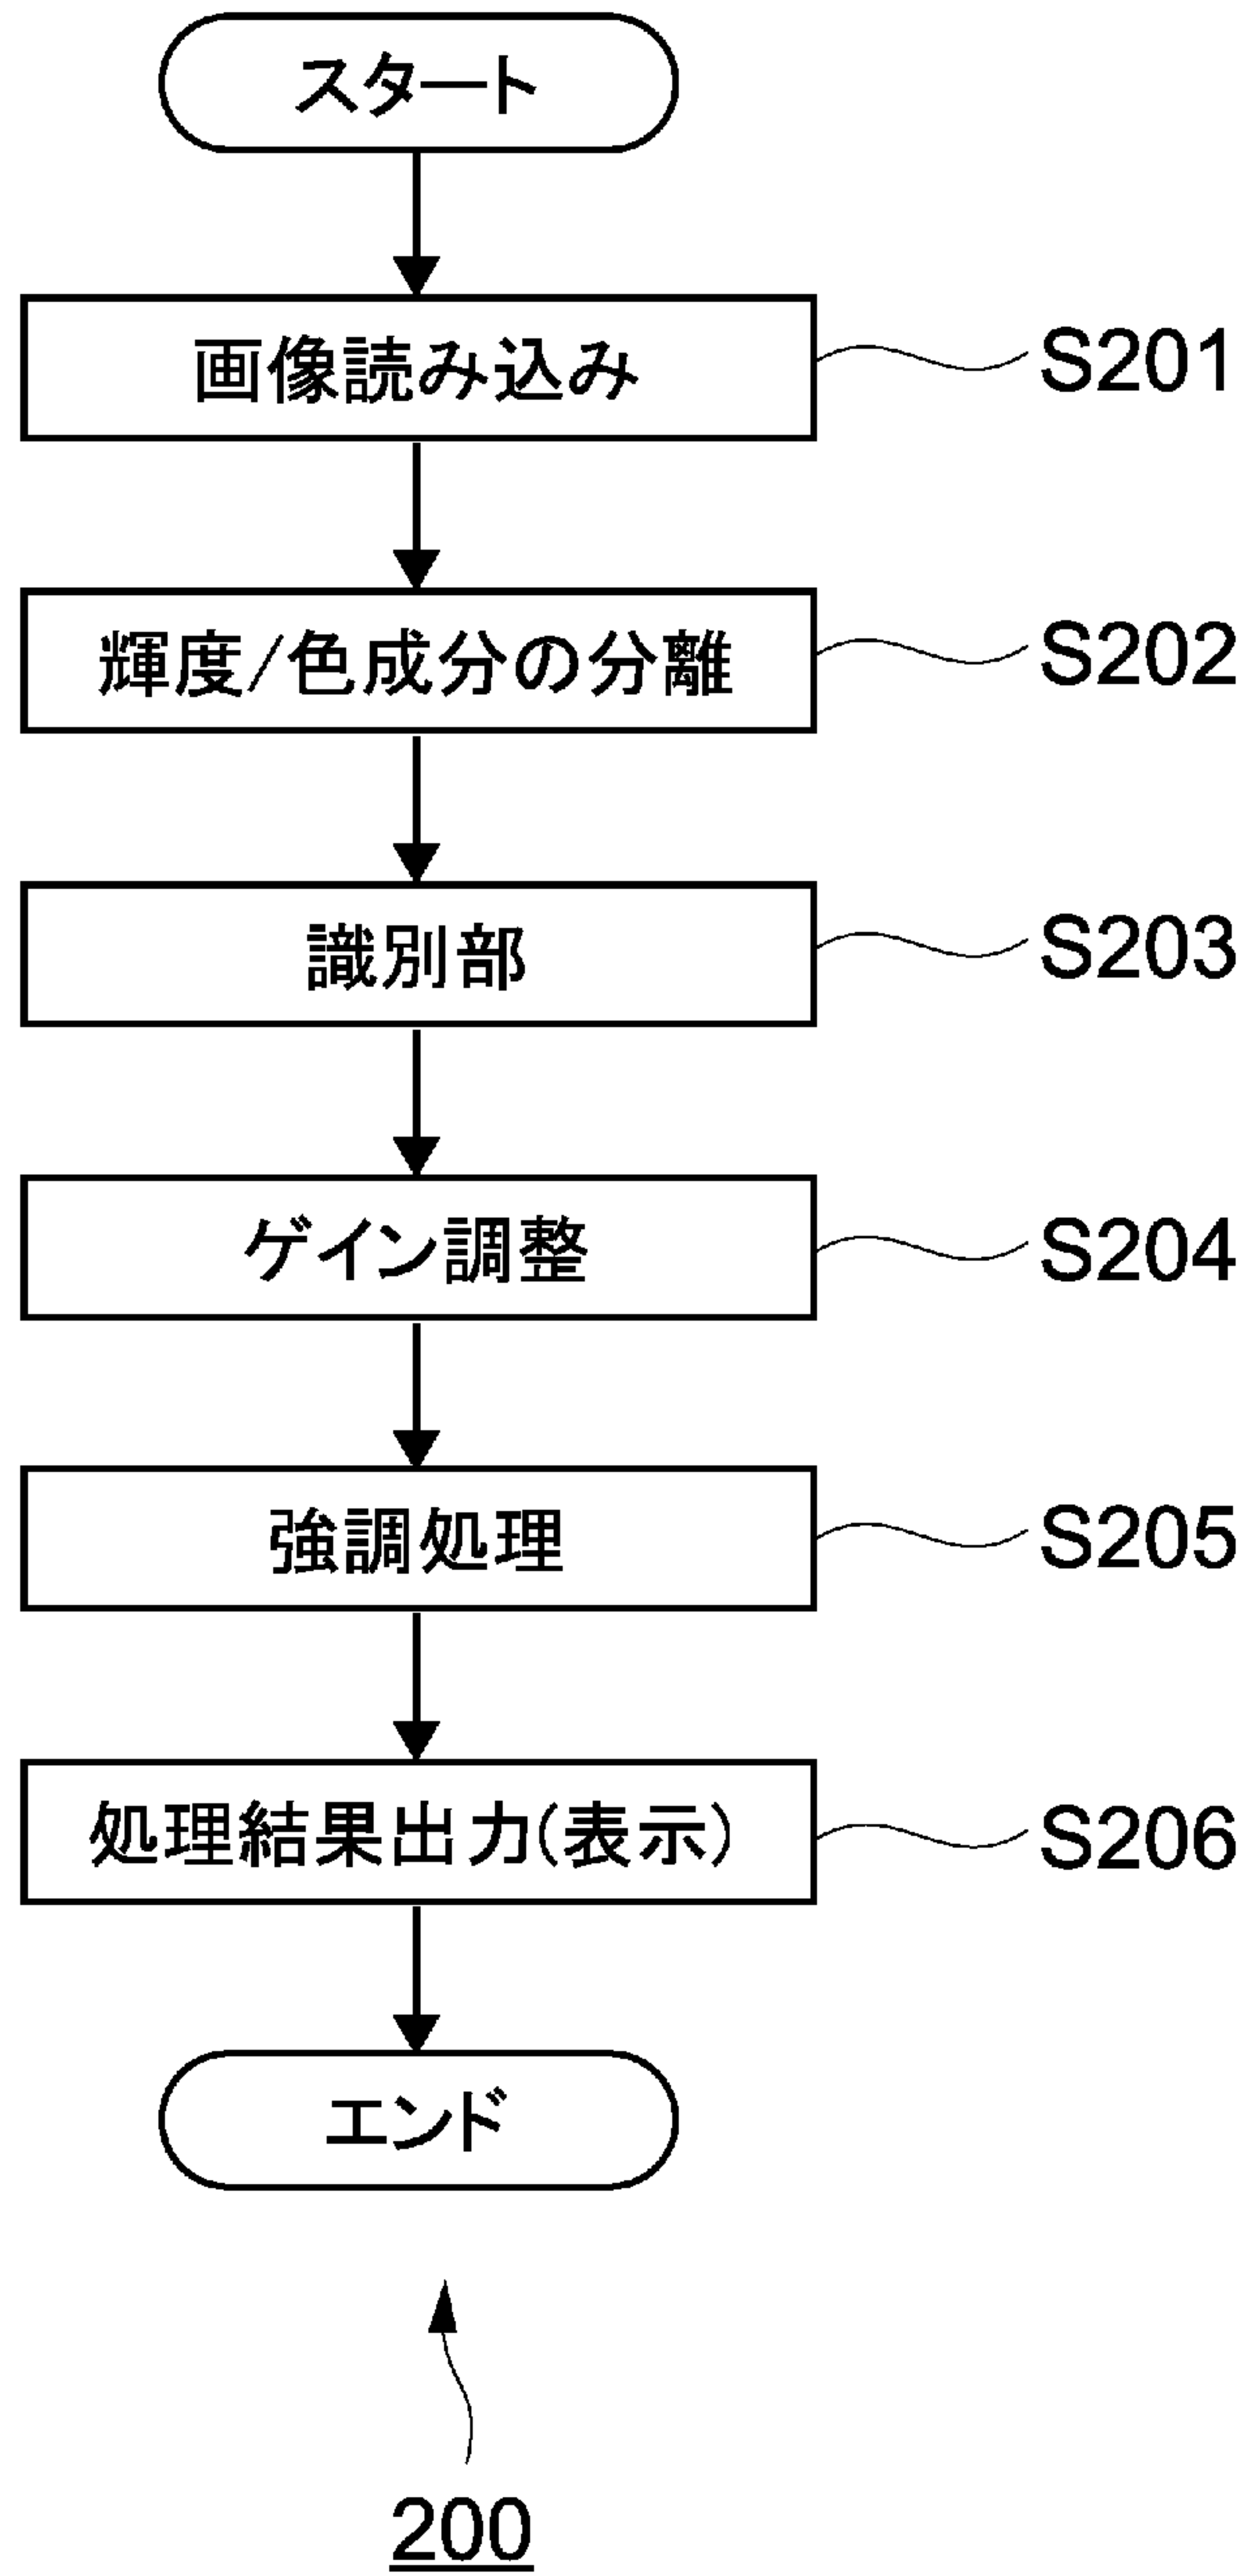 スタート
画像読み込み S201
輝度/色成分の分離 S202
識別部 S203
ゲイン調整 S204
強調処理 S205
処理結果出力(表示) S206
エンド
200